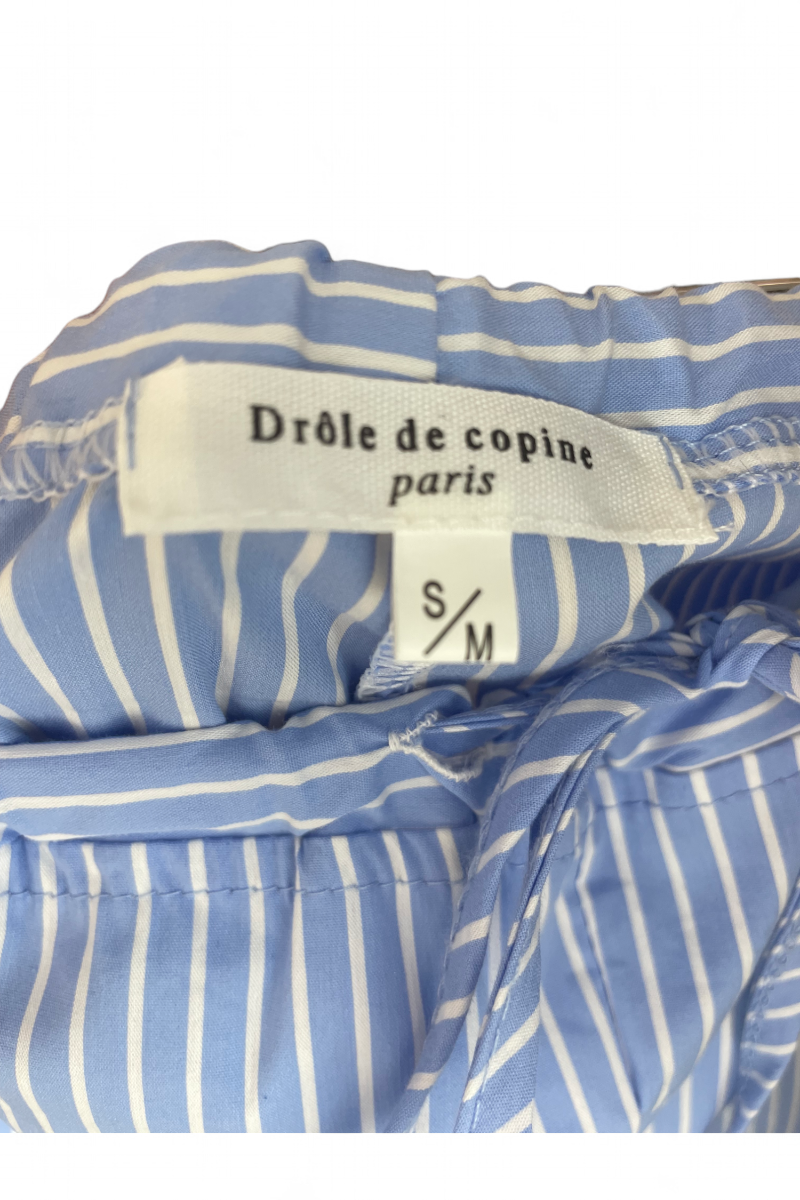 Drôle de copine
paris
S/M